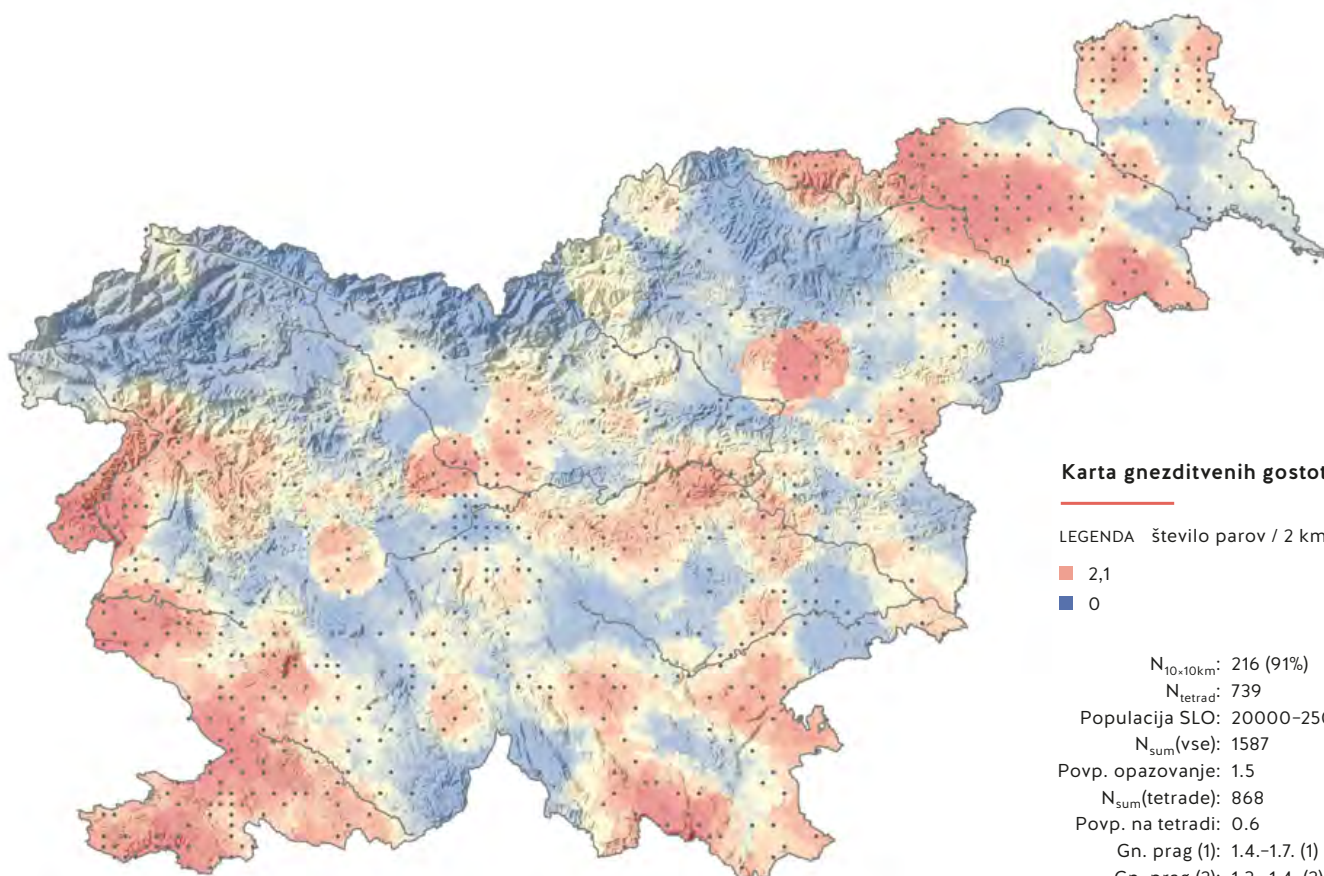 Karta gnezditvenih gostot
LEGENDA število parov / 2 km
2,1
0
N10×10km: 216 (91%)
Ntetrad: 739
Populacija SLO: 20000–250
Nsum(vse): 1587
Povp. opazovanje: 1.5
Nsum(tetrade): 868
Povp. na tetradi: 0.6
Gn. prag (1): 1.4.–1.7. (1)